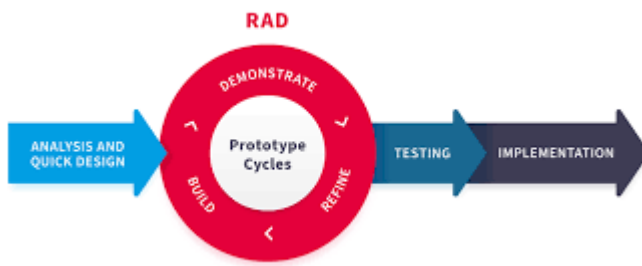 RAD
ANALYSIS AND
QUICK DESIGN
DEMONSTRATE
Prototype
Cycles
BUILD
REFINE
TESTING
IMPLEMENTATION